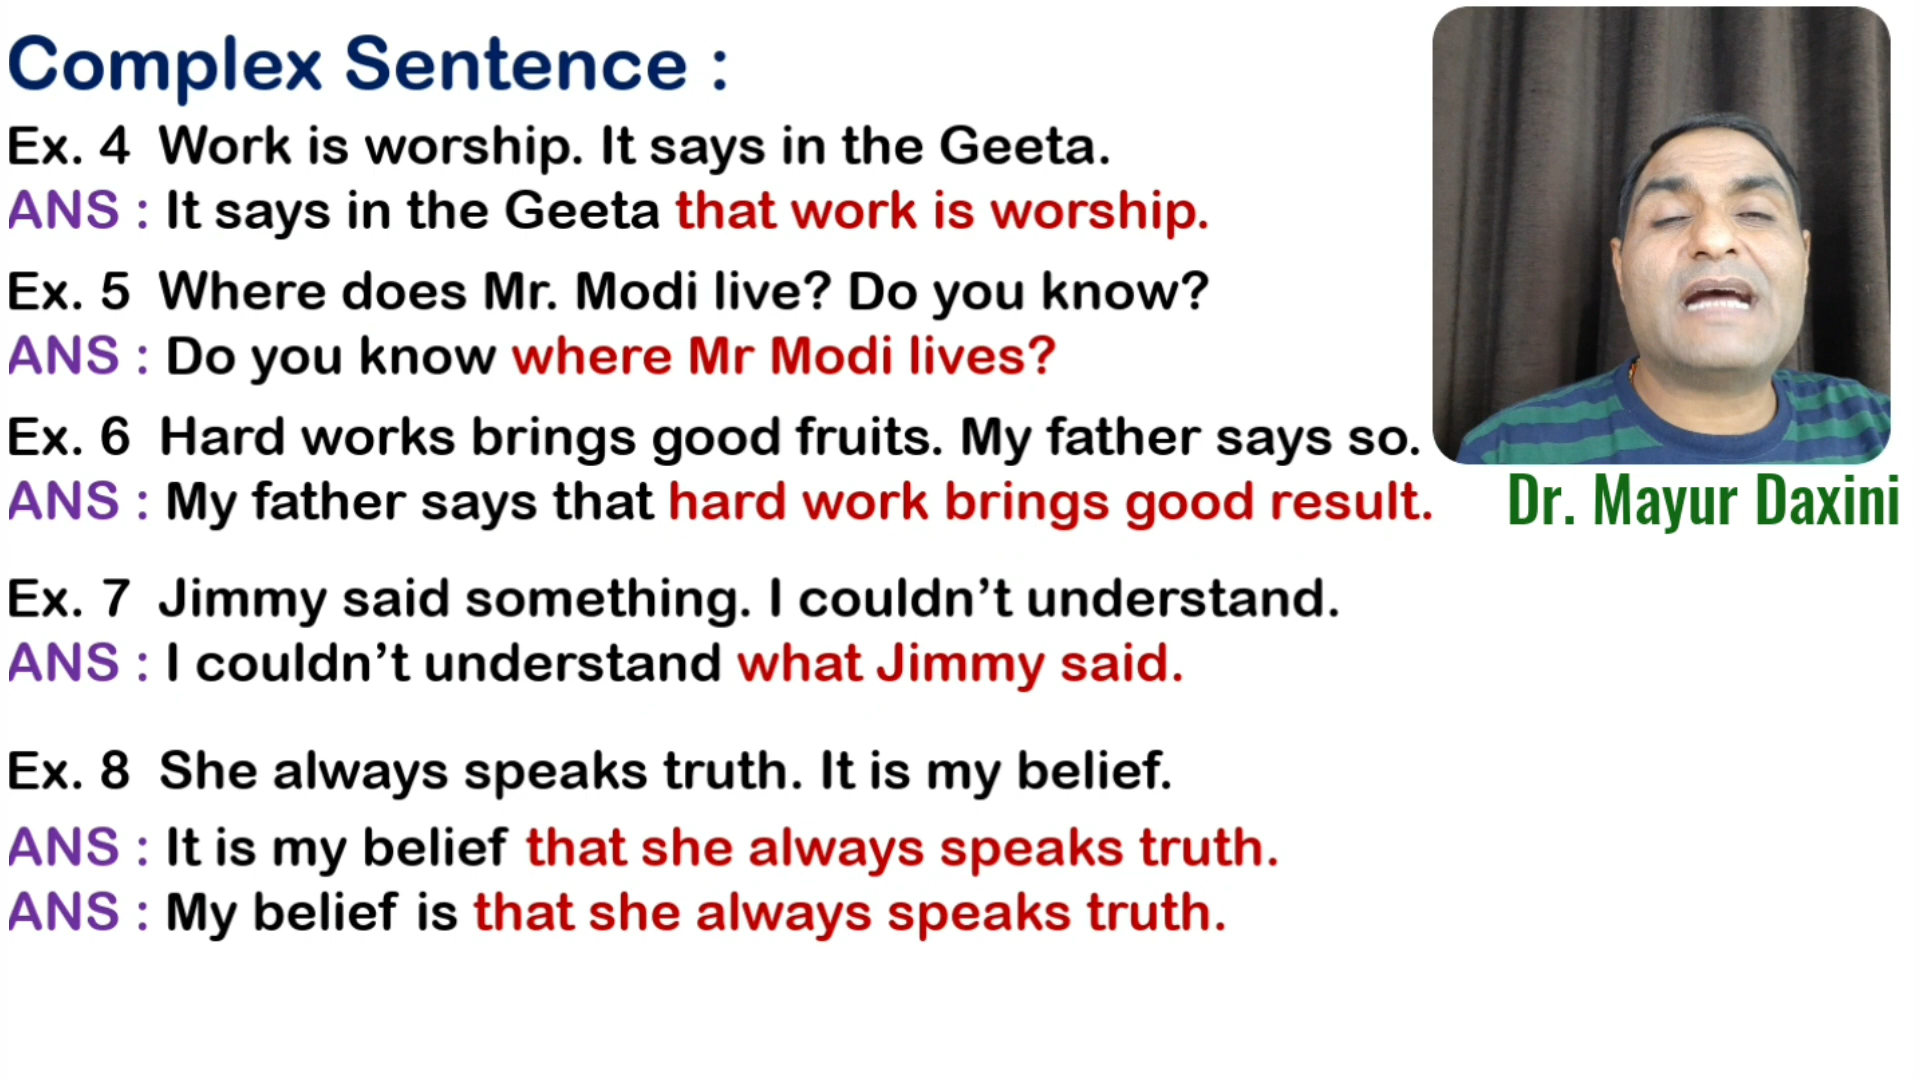 Complex Sentence :
Ex. 4 Work is worship. It says in the Geeta.
ANS : It says in the Geeta that work is worship.
Ex. 5 Where does Mr. Modi live? Do you know?
ANS : Do you know where Mr Modi lives?
Ex. 6 Hard works brings good fruits. My father says so.
ANS : My father says that hard work brings good result.
Dr. Mayur Daxini
Ex. 7 Jimmy said something. I couldn’t understand.
ANS : I couldn’t understand what Jimmy said.
Ex. 8 She always speaks truth. It is my belief.
ANS : It is my belief that she always speaks truth.
ANS : My belief is that she always speaks truth.